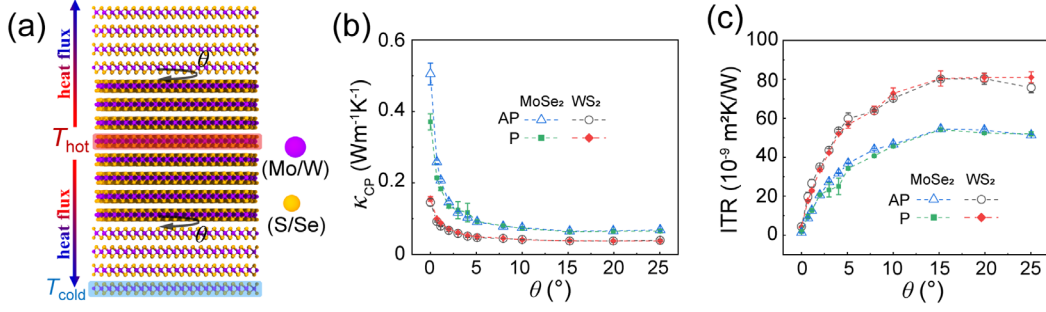 (a)
heat flux
θ
T_hot
heat flux
θ
T_cold
(Mo/W)
(S/Se)
(b)
κ_CP (Wm⁻¹K⁻¹)
0.6
0.4
0.2
0
MoSe₂ WS₂
AP
P
0 5 10 15 20 25
θ (°)
(c)
ITR (10⁻⁹ m²K/W)
100
80
60
40
20
0
MoSe₂ WS₂
AP
P
0 5 10 15 20 25
θ (°)